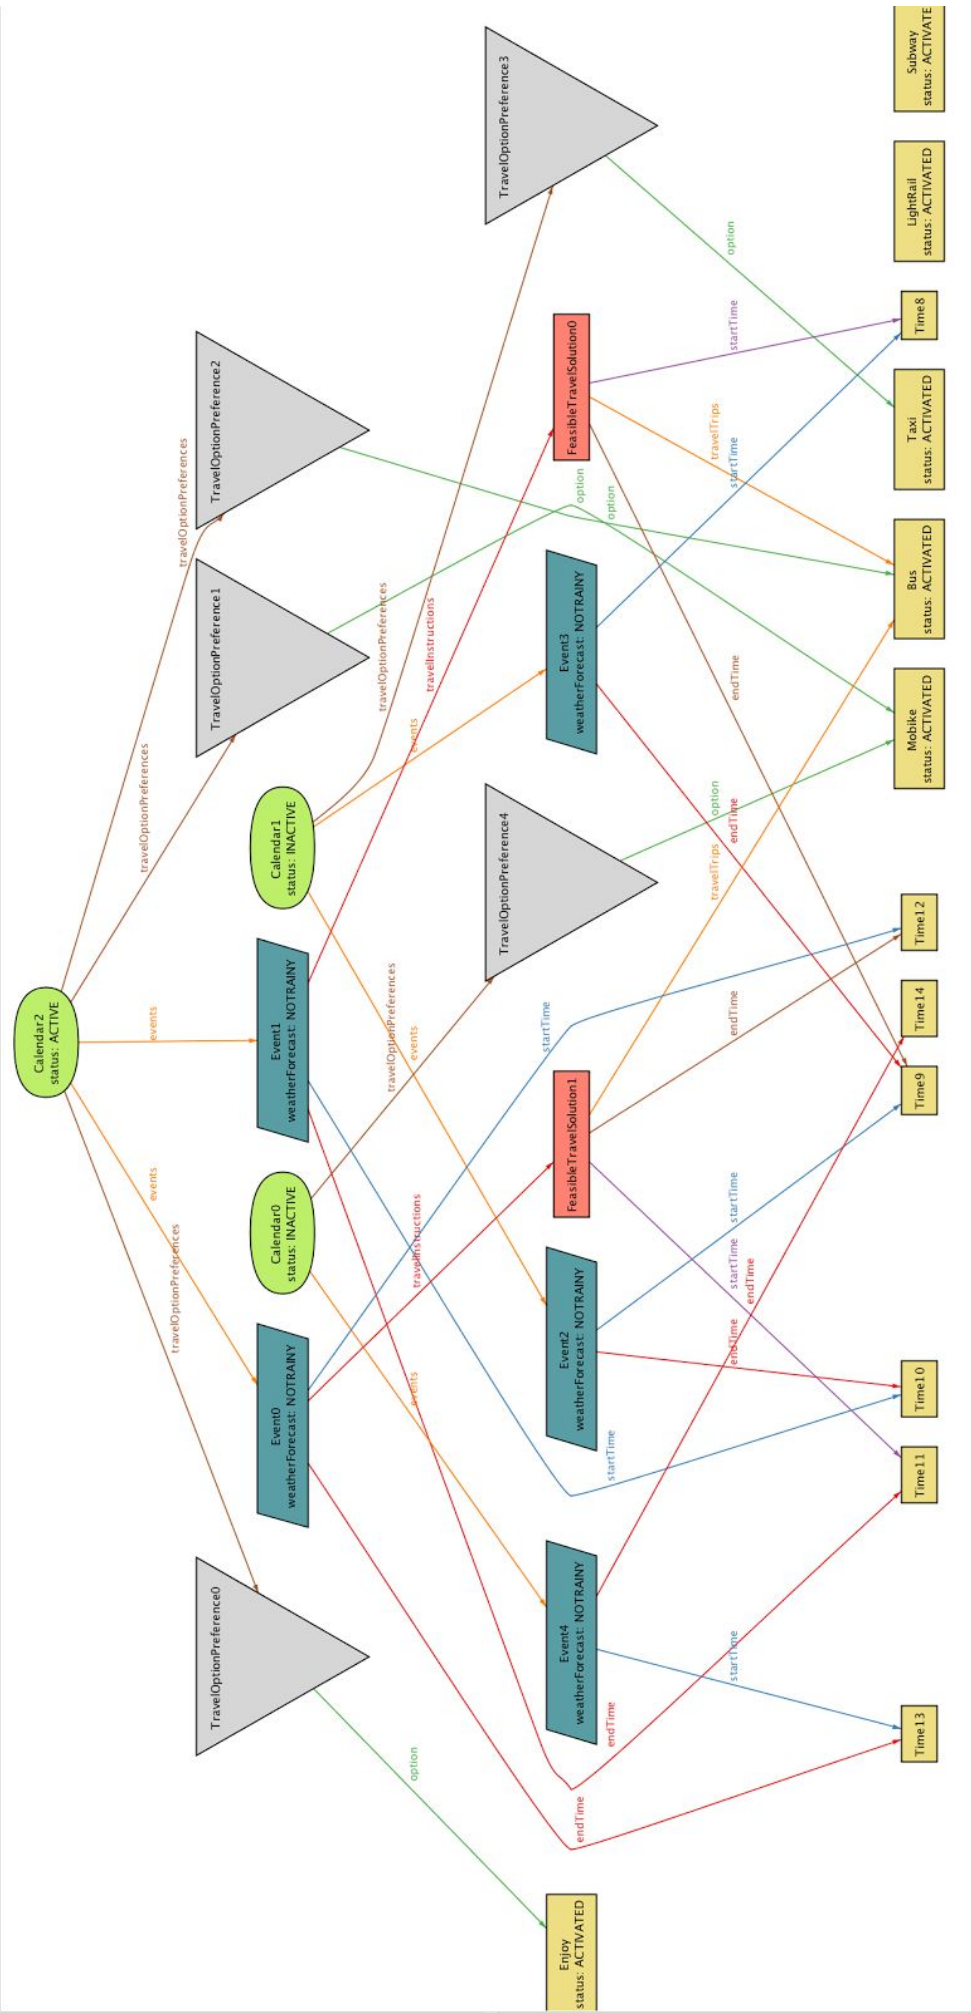 Calendar2
status: ACTIVE
travelOptionPreferences
events
events
travelOptionPreferences
travelOptionPreferences
TravelOptionPreference0
Event0
weatherForecast: NOTRAINY
Calendar0
status: INACTIVE
Event1
weatherForecast: NOTRAINY
Calendar1
status: INACTIVE
TravelOptionPreference1
TravelOptionPreference2
option
events
travelInstructions
events
travelOptionPreferences
events
travelOptionPreferences
travelInstructions
Enjoy
status: ACTIVATED
endTime
Event4
weatherForecast: NOTRAINY
endTime
startTime
Event2
weatherForecast: NOTRAINY
FeasibleTravelSolution1
startTime
TravelOptionPreference4
Event3
weatherForecast: NOTRAINY
option
option
FeasibleTravelSolution0
TravelOptionPreference3
startTime
endTime
endTime
startTime
startTime
endTime
travelTrips
endTime
option
endTime
startTime
travelTrips
startTime
option
Time13
Time11
Time10
Time9
Time14
Time12
Mobike
status: ACTIVATED
Bus
status: ACTIVATED
Taxi
status: ACTIVATED
Time8
LightRail
status: ACTIVATED
Subway
status: ACTIVATE